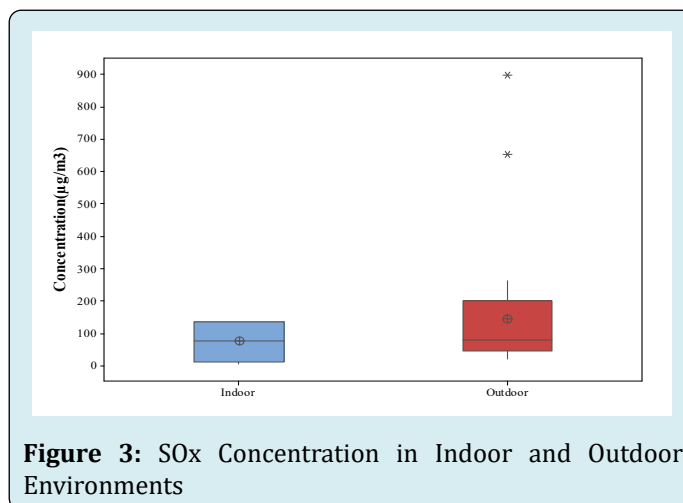 900
800
700
600
500
400
300
200
100
0
Concentration(µg/m3)
Indoor Outdoor
Figure 3: SOx Concentration in Indoor and Outdoor
Environments